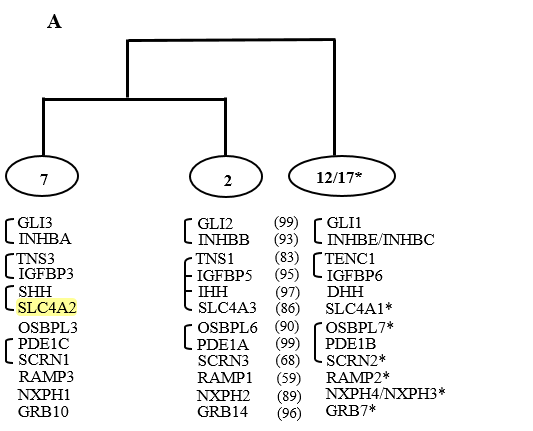 A
7 2 12/17*
GLI3 GLI2 (99) GLI1
INHBA INHBB (93) INHBE/INHBC
TNS3 TNS1 (83) TENC1
IGFBP3 IGFBP5 (95) IGFBP6
SHH IHH (97) DHH
SLC4A2 SLC4A3 (86) SLC4A1*
OSBPL3 OSBPL6 (90) OSBPL7*
PDE1C PDE1A (99) PDE1B
SCRN1 SCRN3 (68) SCRN2*
RAMP3 RAMP1 (59) RAMP2*
NXPH1 NXPH2 (89) NXPH4/NXPH3*
GRB10 GRB14 (96) GRB7*